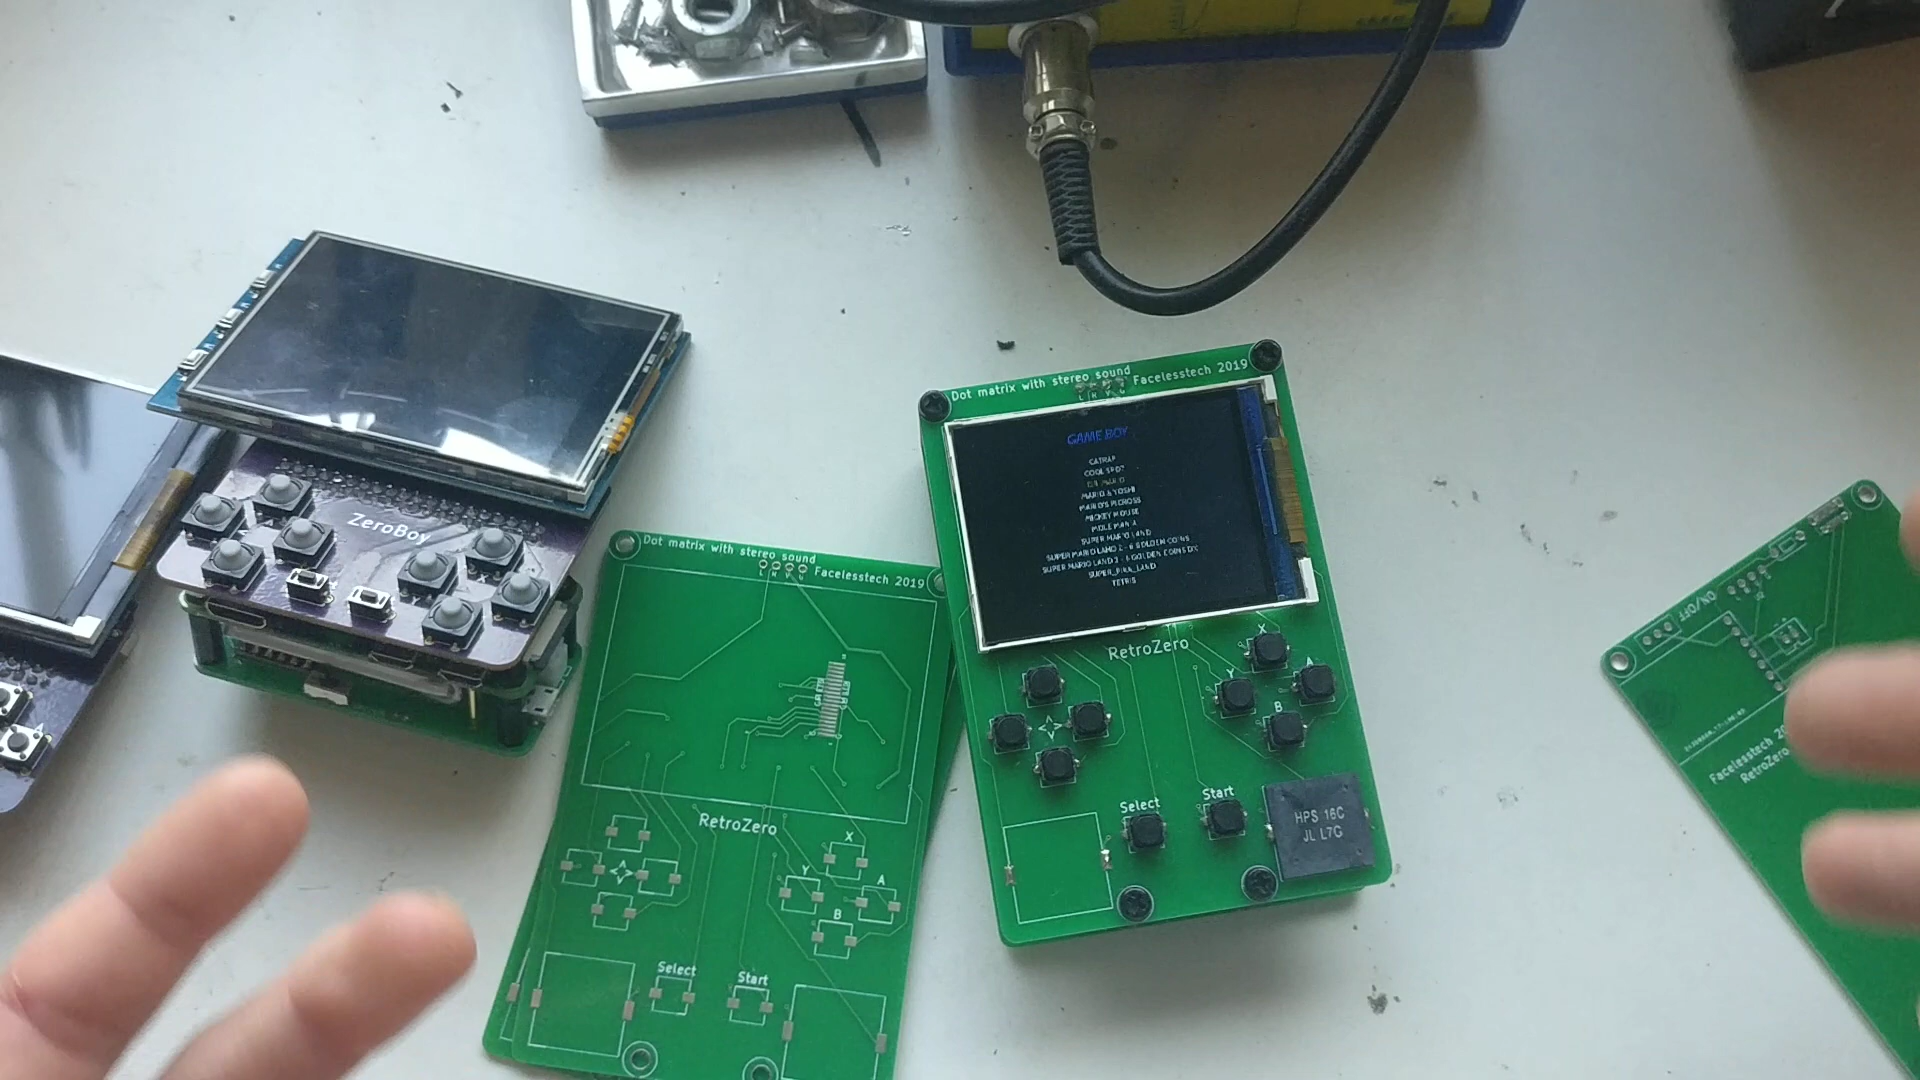 ZeroBoy
Dot matrix with stereo sound
Facelesstech 2019
RetroZero
X
Y
A
B
Select
Start
Dot matrix with stereo sound
L R V G
Facelesstech 2019
GAME BOY
CATRAP
COOL SPOT
DR. MARIO
MARIO & YOSHI
MARIO'S PICROSS
MICKEY MOUSE
MOLE MAN
SUPER MARIO LAND
SUPER MARIO LAND 2 - 6 GOLDEN COINS
SUPER MARIO LAND 2 - 6 GOLDEN COINS DX
TETRIS
RetroZero
X
Y
A
B
Select
Start
HPS 16C
JL L7G
ON/OFF
Facelesstech
RetroZero